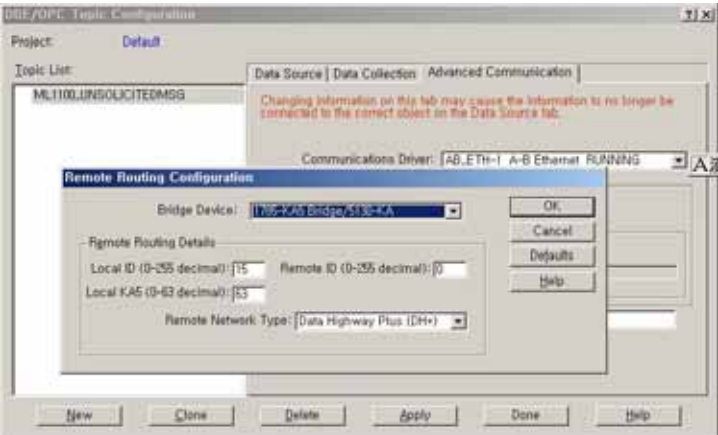 DDE/OPC Topic Configuration
Project: Default
Topic List:
ML1100_UNSOLICITEDMSG
Data Source
Data Collection
Advanced Communication
Changing information on this tab may cause the information to no longer be
connected to the correct object on the Data Source tab.
Communications Driver: AB_ETH-1 A-B Ethernet RUNNING
Remote Routing Configuration
Bridge Device: 1785-KA5 Bridge/5130-KA
Remote Routing Details
Local ID (0-255 decimal): 15
Remote ID (0-255 decimal): 0
Local KA5 (0-63 decimal): 63
Remote Network Type: Data Highway Plus (DH+)
OK
Cancel
Defaults
Help
New
Clone
Delete
Apply
Done
Help